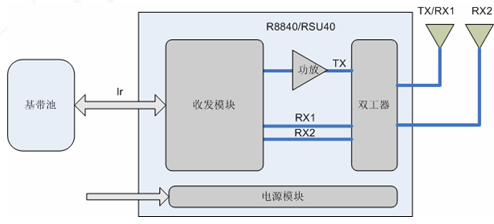 TX/RX1
RX2
R8840/RSU40
功放
TX
基带池
Ir
收发模块
双工器
RX1
RX2
电源模块